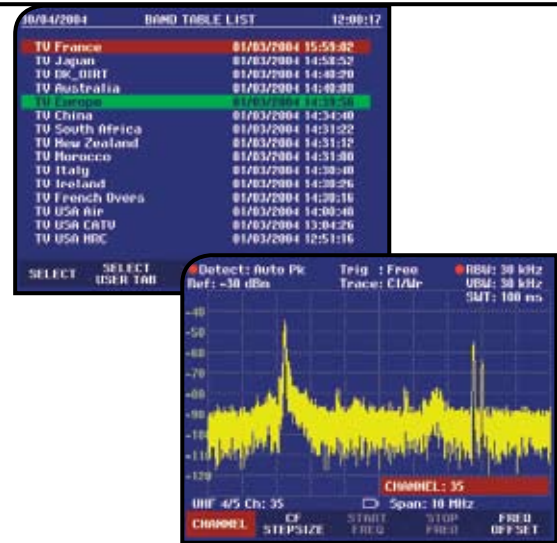 30/04/2004 BAND TABLE LIST 12:00:17
TV France 01/03/2004 15:59:02
TV Japan 01/03/2004 14:58:52
TV DK_OIRT 01/03/2004 14:40:20
TV Australia 01/03/2004 14:40:08
TV Europe 01/03/2004 14:39:56
TV China 01/03/2004 14:34:40
TV South Africa 01/03/2004 14:31:22
TV New Zealand 01/03/2004 14:31:12
TV Morocco 01/03/2004 14:31:00
TV Italy 01/03/2004 14:30:40
TV Ireland 01/03/2004 14:30:26
TV French Overs 01/03/2004 14:30:16
TV USA Air 01/03/2004 14:00:40
TV USA CATV 01/03/2004 13:04:26
TV USA HRC 01/03/2004 12:51:16
SELECT SELECT USER TAB
Detect: Auto Pk Trig : Free RBW: 30 kHz
Ref: -30 dBm Trace: Cl/Wr VBW: 30 kHz
SWT: 100 ms
-40
-50
-60
-70
-80
-90
-100
-110
-120
CHANNEL: 35
UHF 4/5 Ch: 35 Span: 10 MHz
CHANNEL CF STEPSIZE START FREQ STOP FREQ FREQ OFFSET